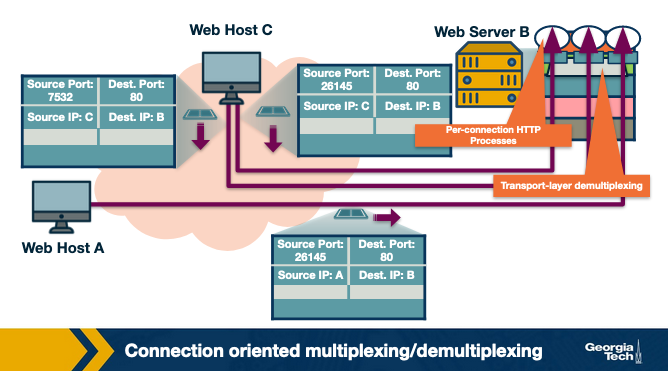 Web Host C
Web Server B
Source Port: 7532
Dest. Port: 80
Source IP: C
Dest. IP: B
Source Port: 26145
Dest. Port: 80
Source IP: C
Dest. IP: B
Per-connection HTTP
Processes
Transport-layer demultiplexing
Web Host A
Source Port: 26145
Dest. Port: 80
Source IP: A
Dest. IP: B
Connection oriented multiplexing/demultiplexing
Georgia
Tech